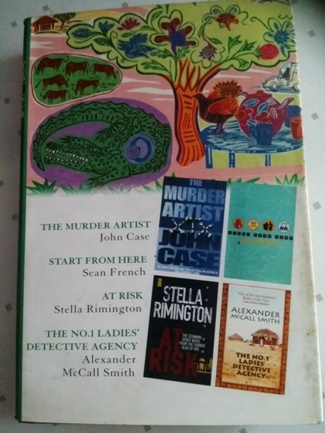 THE MURDER ARTIST
John Case
START FROM HERE
Sean French
AT RISK
Stella Rimington
THE NO.1 LADIES'
DETECTIVE AGENCY
Alexander
McCall Smith
THE
MURDER
ARTIST
JOHN
CASE
STELLA
RIMINGTON
AT
RISK
ALEXANDER
McCALL SMITH
THE NO.1
LADIES'
DETECTIVE
AGENCY